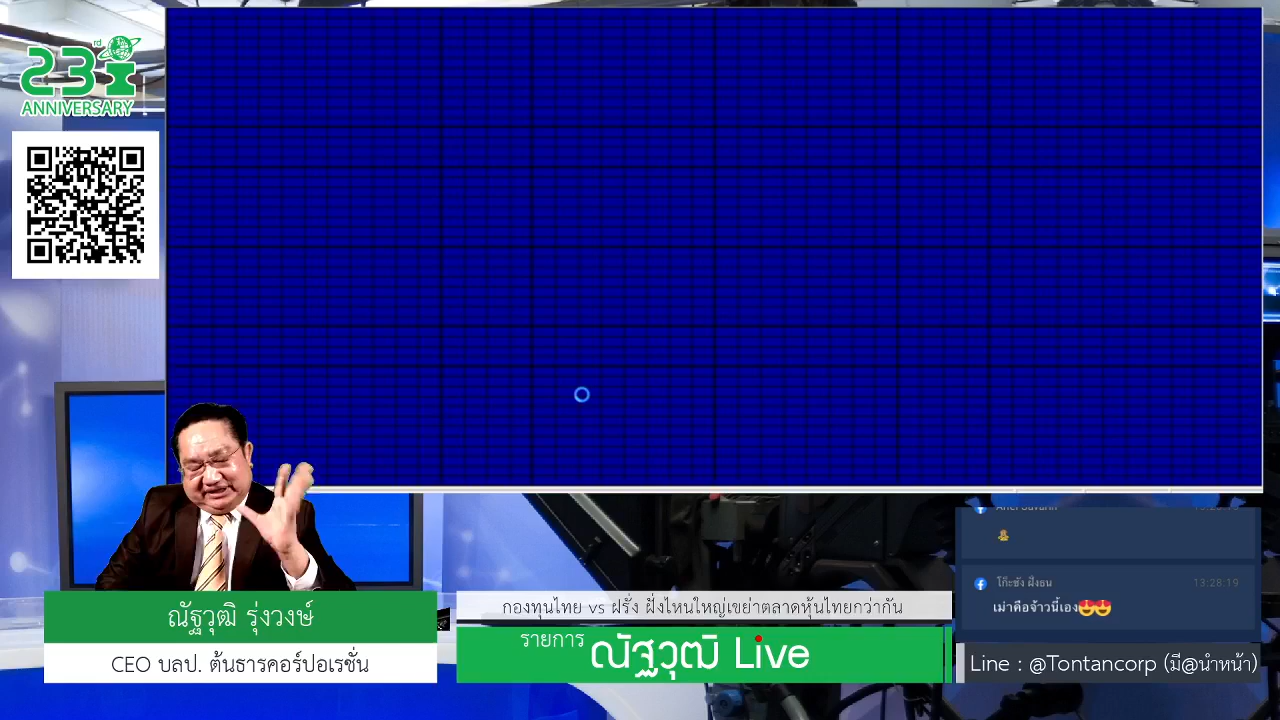 23rd
ANNIVERSARY
ณัฐวุฒิ รุ่งวงษ์
CEO บลป. ต้นธารคอร์ปอเรชั่น
กองทุนไทย vs ฝรั่ง ฝั่งไหนใหญ่เขย่าตลาดหุ้นไทยกว่ากัน
รายการ
ณัฐวุฒิ Live
โก๊ะซัง ฝั่งธน 13:28:19
เม่าคือจ้าวนี้เอง😍😍
Line : @Tontancorp (มี@นำหน้า)